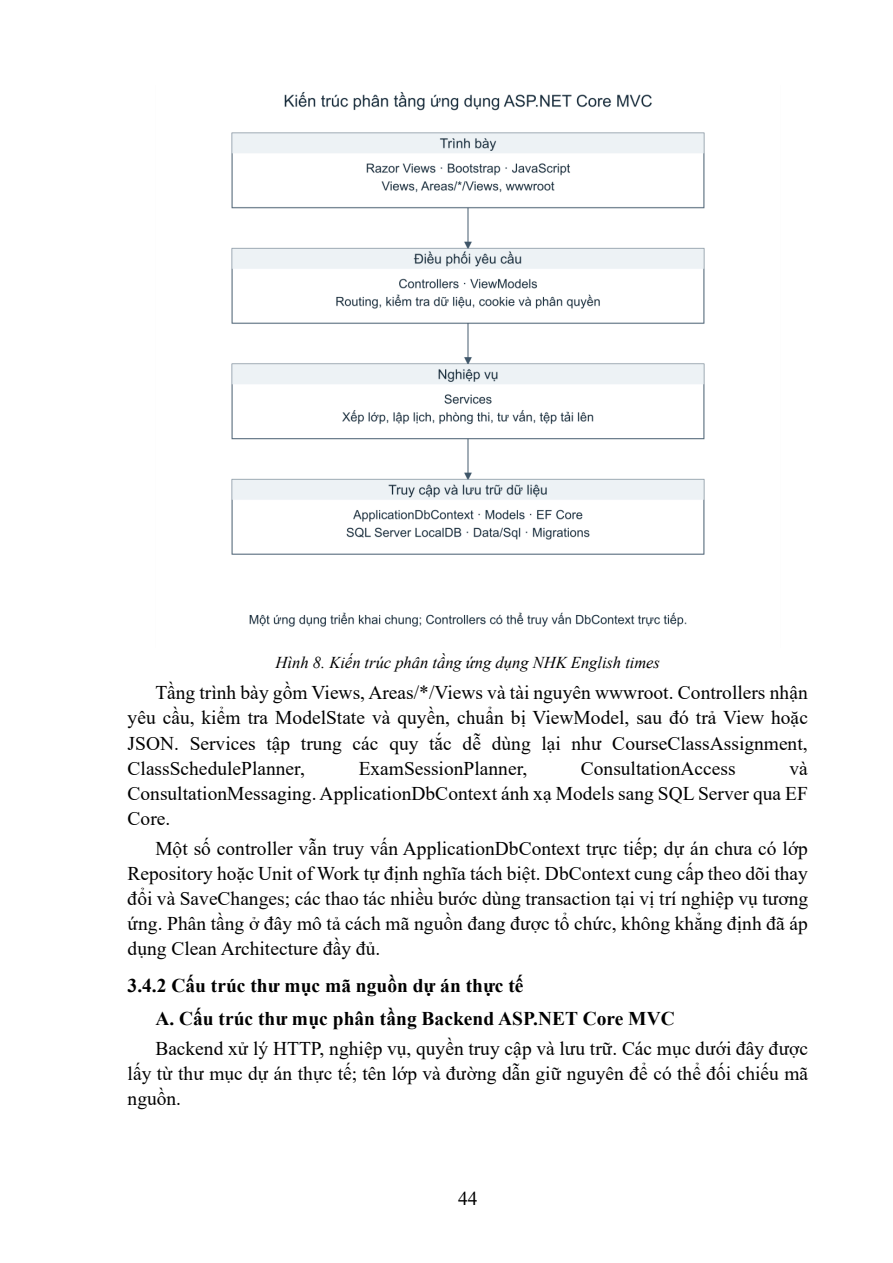 Kiến trúc phân tầng ứng dụng ASP.NET Core MVC
Trình bày
Razor Views · Bootstrap · JavaScript
Views, Areas/*/Views, wwwroot
Điều phối yêu cầu
Controllers · ViewModels
Routing, kiểm tra dữ liệu, cookie và phân quyền
Nghiệp vụ
Services
Xếp lớp, lập lịch, phòng thi, tư vấn, tệp tải lên
Truy cập và lưu trữ dữ liệu
ApplicationDbContext · Models · EF Core
SQL Server LocalDB · Data/Sql · Migrations
Một ứng dụng triển khai chung; Controllers có thể truy vấn DbContext trực tiếp.
Hình 8. Kiến trúc phân tầng ứng dụng NHK English times
Tầng trình bày gồm Views, Areas/*/Views và tài nguyên wwwroot. Controllers nhận
yêu cầu, kiểm tra ModelState và quyền, chuẩn bị ViewModel, sau đó trả View hoặc
JSON. Services tập trung các quy tắc dễ dùng lại như CourseClassAssignment,
ClassSchedulePlanner, ExamSessionPlanner, ConsultationAccess và
ConsultationMessaging. ApplicationDbContext ánh xạ Models sang SQL Server qua EF
Core.
Một số controller vẫn truy vấn ApplicationDbContext trực tiếp; dự án chưa có lớp
Repository hoặc Unit of Work tự định nghĩa tách biệt. DbContext cung cấp theo dõi thay
đổi và SaveChanges; các thao tác nhiều bước dùng transaction tại vị trí nghiệp vụ tương
ứng. Phân tầng ở đây mô tả cách mã nguồn đang được tổ chức, không khẳng định đã áp
dụng Clean Architecture đầy đủ.
3.4.2 Cấu trúc thư mục mã nguồn dự án thực tế
A. Cấu trúc thư mục phân tầng Backend ASP.NET Core MVC
Backend xử lý HTTP, nghiệp vụ, quyền truy cập và lưu trữ. Các mục dưới đây được
lấy từ thư mục dự án thực tế; tên lớp và đường dẫn giữ nguyên để có thể đối chiếu mã
nguồn.
44